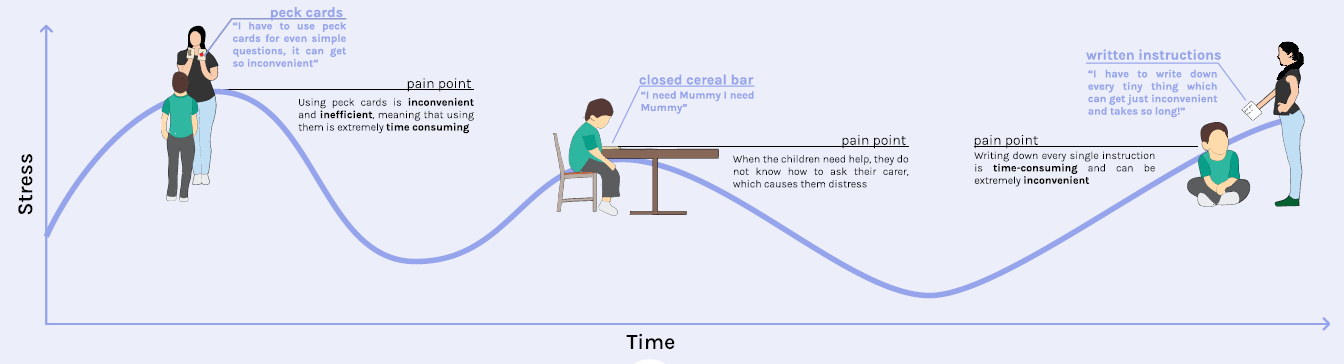 peck cards
"I have to use peck
cards for even simple
questions, it can get
so inconvenient"
pain point
Using peck cards is inconvenient
and inefficient, meaning that using
them is extremely time consuming
closed cereal bar
"I need Mummy I need
Mummy"
pain point
When the children need help, they do
not know how to ask their carer,
which causes them distress
written instructions
"I have to write down
every tiny thing which
can get just inconvenient
and takes so long!"
pain point
Writing down every single instruction
is time-consuming and can be
extremely inconvenient
Stress
Time